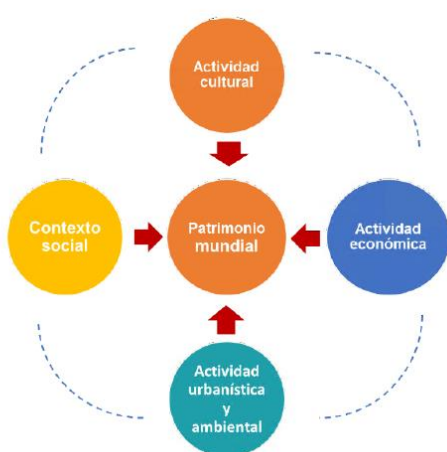 Actividad
cultural
Contexto
social
Patrimonio
mundial
Actividad
económica
Actividad
urbanística
y
ambiental